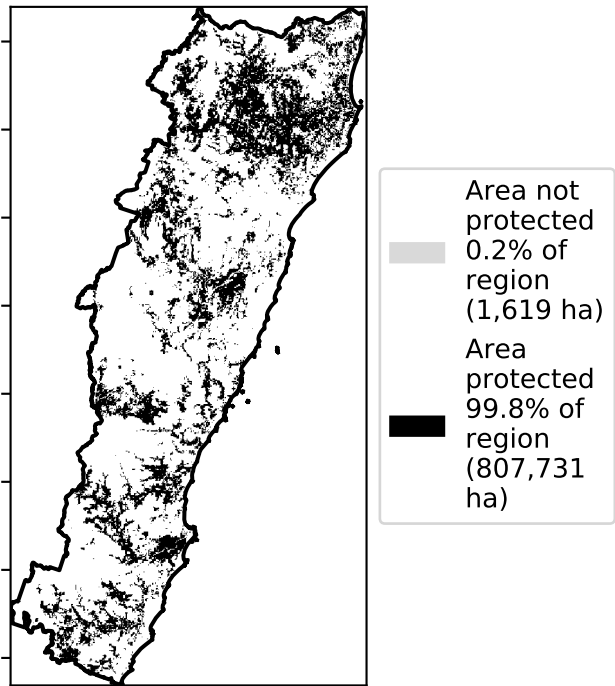 Area not
protected
0.2% of
region
(1,619 ha)
Area
protected
99.8% of
region
(807,731
ha)